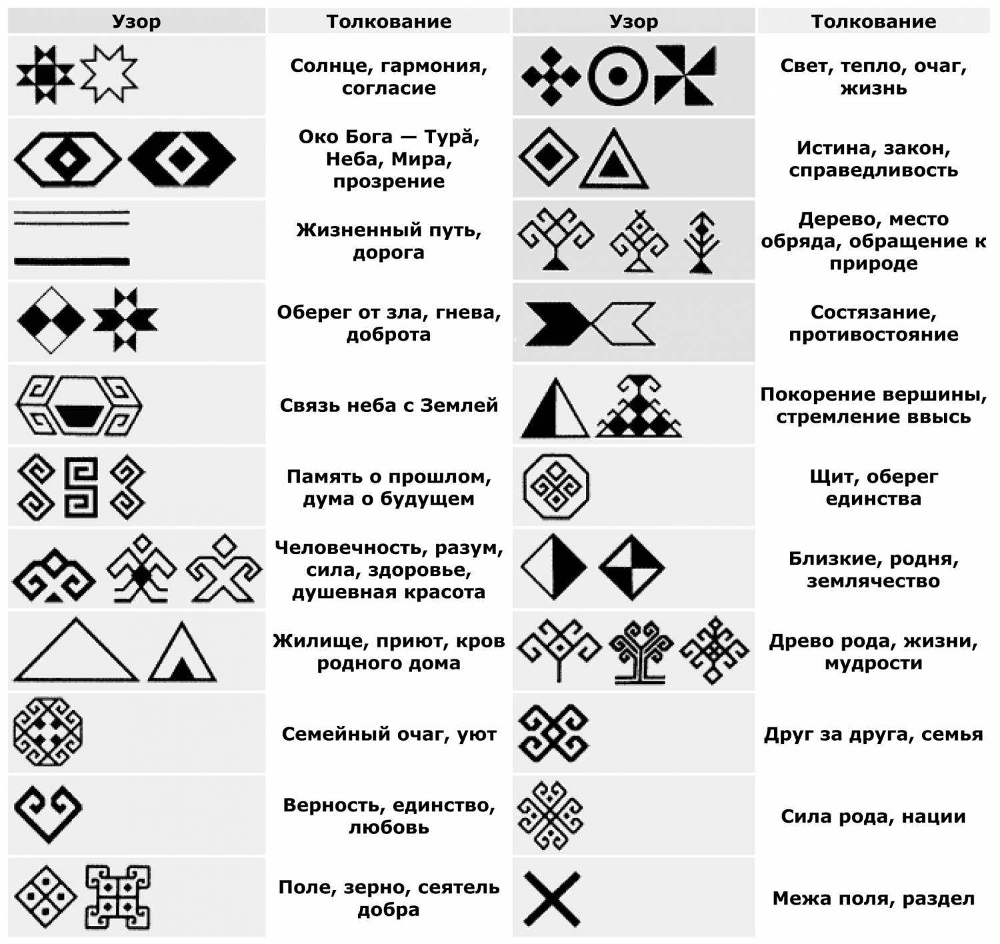 Узор Толкование Узор Толкование
Солнце, гармония,
согласие
Свет, тепло, очаг,
жизнь
Око Бога — Турӑ,
Неба, Мира,
прозрение
Истина, закон,
справедливость
Жизненный путь,
дорога
Дерево, место
обряда, обращение к
природе
Оберег от зла, гнева,
доброта
Состязание,
противостояние
Связь неба с Землей
Покорение вершины,
стремление ввысь
Память о прошлом,
дума о будущем
Щит, оберег
единства
Человечность, разум,
сила, здоровье,
душевная красота
Близкие, родня,
землячество
Жилище, приют, кров
родного дома
Древо рода, жизни,
мудрости
Семейный очаг, уют
Друг за друга, семья
Верность, единство,
любовь
Сила рода, нации
Поле, зерно, сеятель
добра
Межа поля, раздел